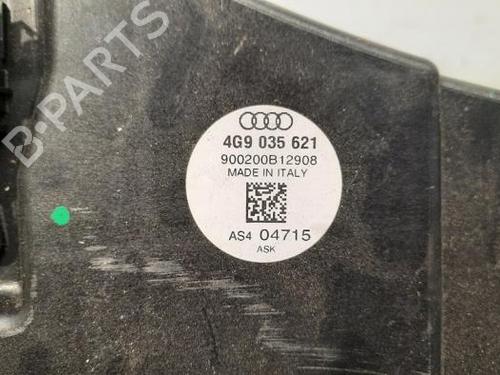 B-PARTS
4G9 035 621
900200B12908
MADE IN ITALY
AS4 04715
ASK